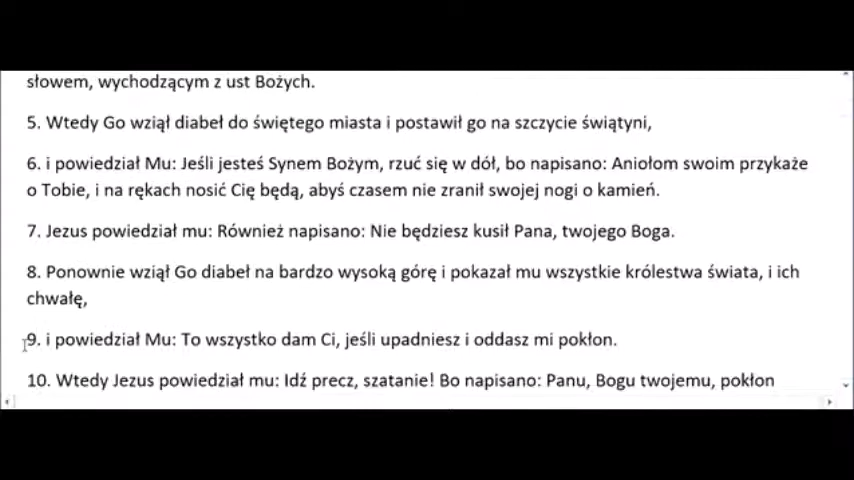 słowem, wychodzącym z ust Bożych.
5. Wtedy Go wziął diabeł do świętego miasta i postawił go na szczycie świątyni,
6. i powiedział Mu: Jeśli jesteś Synem Bożym, rzuć się w dół, bo napisano: Aniołom swoim przykaże
o Tobie, i na rękach nosić Cię będą, abyś czasem nie zranił swojej nogi o kamień.
7. Jezus powiedział mu: Również napisano: Nie będziesz kusił Pana, twojego Boga.
8. Ponownie wziął Go diabeł na bardzo wysoką górę i pokazał mu wszystkie królestwa świata, i ich
chwałę,
9. i powiedział Mu: To wszystko dam Ci, jeśli upadniesz i oddasz mi pokłon.
10. Wtedy Jezus powiedział mu: Idź precz, szatanie! Bo napisano: Panu, Bogu twojemu, pokłon